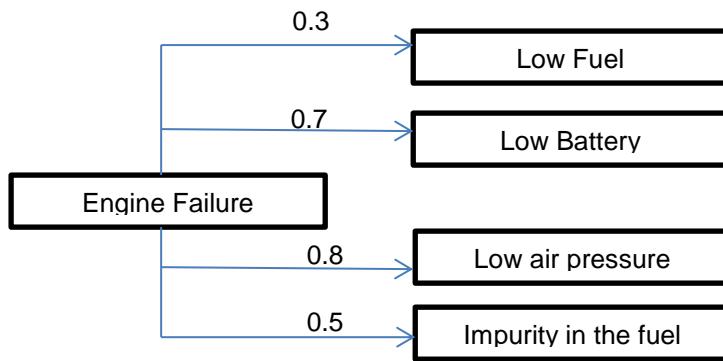 0.3
Low Fuel
0.7
Low Battery
Engine Failure
0.8
Low air pressure
0.5
Impurity in the fuel